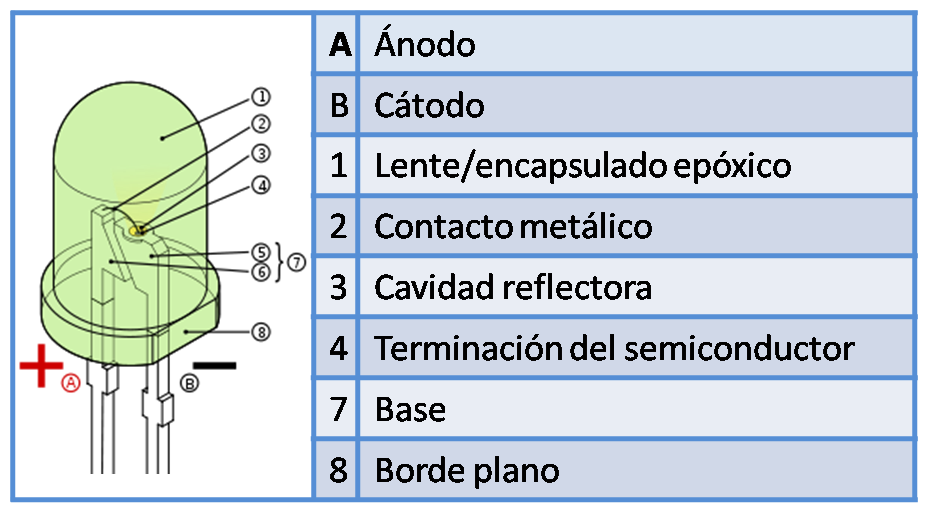 1
2
3
4
5
6
7
8
+
A
B
−
A Ánodo
B Cátodo
1 Lente/encapsulado epóxico
2 Contacto metálico
3 Cavidad reflectora
4 Terminación del semiconductor
7 Base
8 Borde plano